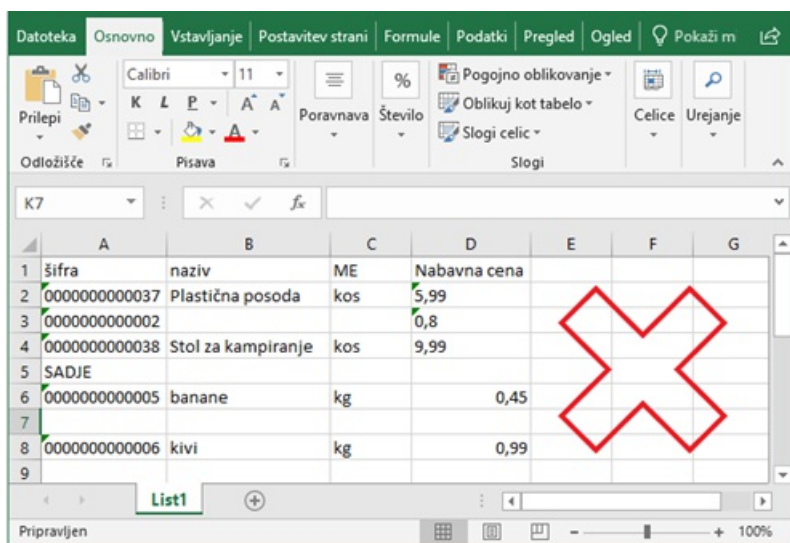 Datoteka Osnovno Vstavljanje Postavitev strani Formule Podatki Pregled Ogled Pokaži m
Calibri 11
Prilepi K L P A A A Poravnava % Število Pogojno oblikovanje Oblikuj kot tabelo Slogi celic Celice Urejanje
Odložišče Pisava Slogi
K7 fx
A B C D E F G
1 šifra naziv ME Nabavna cena
2 0000000000037 Plastična posoda kos 5,99
3 0000000000002 0,8
4 0000000000038 Stol za kampiranje kos 9,99
5 SADJE
6 0000000000005 banane kg 0,45
7
8 0000000000006 kivi kg 0,99
9
List1
Pripravljen 100%